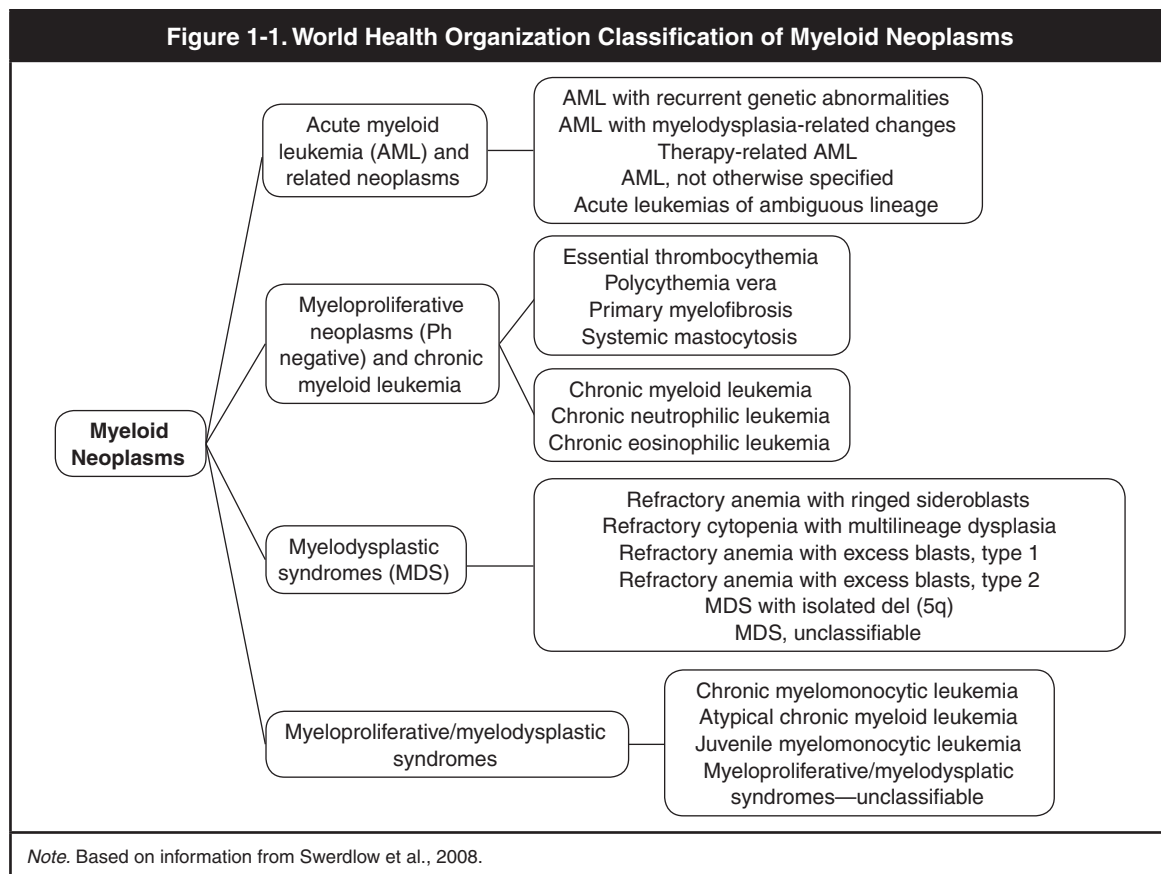 Figure 1-1. World Health Organization Classification of Myeloid Neoplasms
Acute myeloid
leukemia (AML) and
related neoplasms
AML with recurrent genetic abnormalities
AML with myelodysplasia-related changes
Therapy-related AML
AML, not otherwise specified
Acute leukemias of ambiguous lineage
Myeloproliferative
neoplasms (Ph
negative) and chronic
myeloid leukemia
Essential thrombocythemia
Polycythemia vera
Primary myelofibrosis
Systemic mastocytosis
Chronic myeloid leukemia
Chronic neutrophilic leukemia
Chronic eosinophilic leukemia
Myeloid
Neoplasms
Myelodysplastic
syndromes (MDS)
Refractory anemia with ringed sideroblasts
Refractory cytopenia with multilineage dysplasia
Refractory anemia with excess blasts, type 1
Refractory anemia with excess blasts, type 2
MDS with isolated del (5q)
MDS, unclassifiable
Myeloproliferative/myelodysplastic
syndromes
Chronic myelomonocytic leukemia
Atypical chronic myeloid leukemia
Juvenile myelomonocytic leukemia
Myeloproliferative/myelodysplatic
syndromes—unclassifiable
Note. Based on information from Swerdlow et al., 2008.